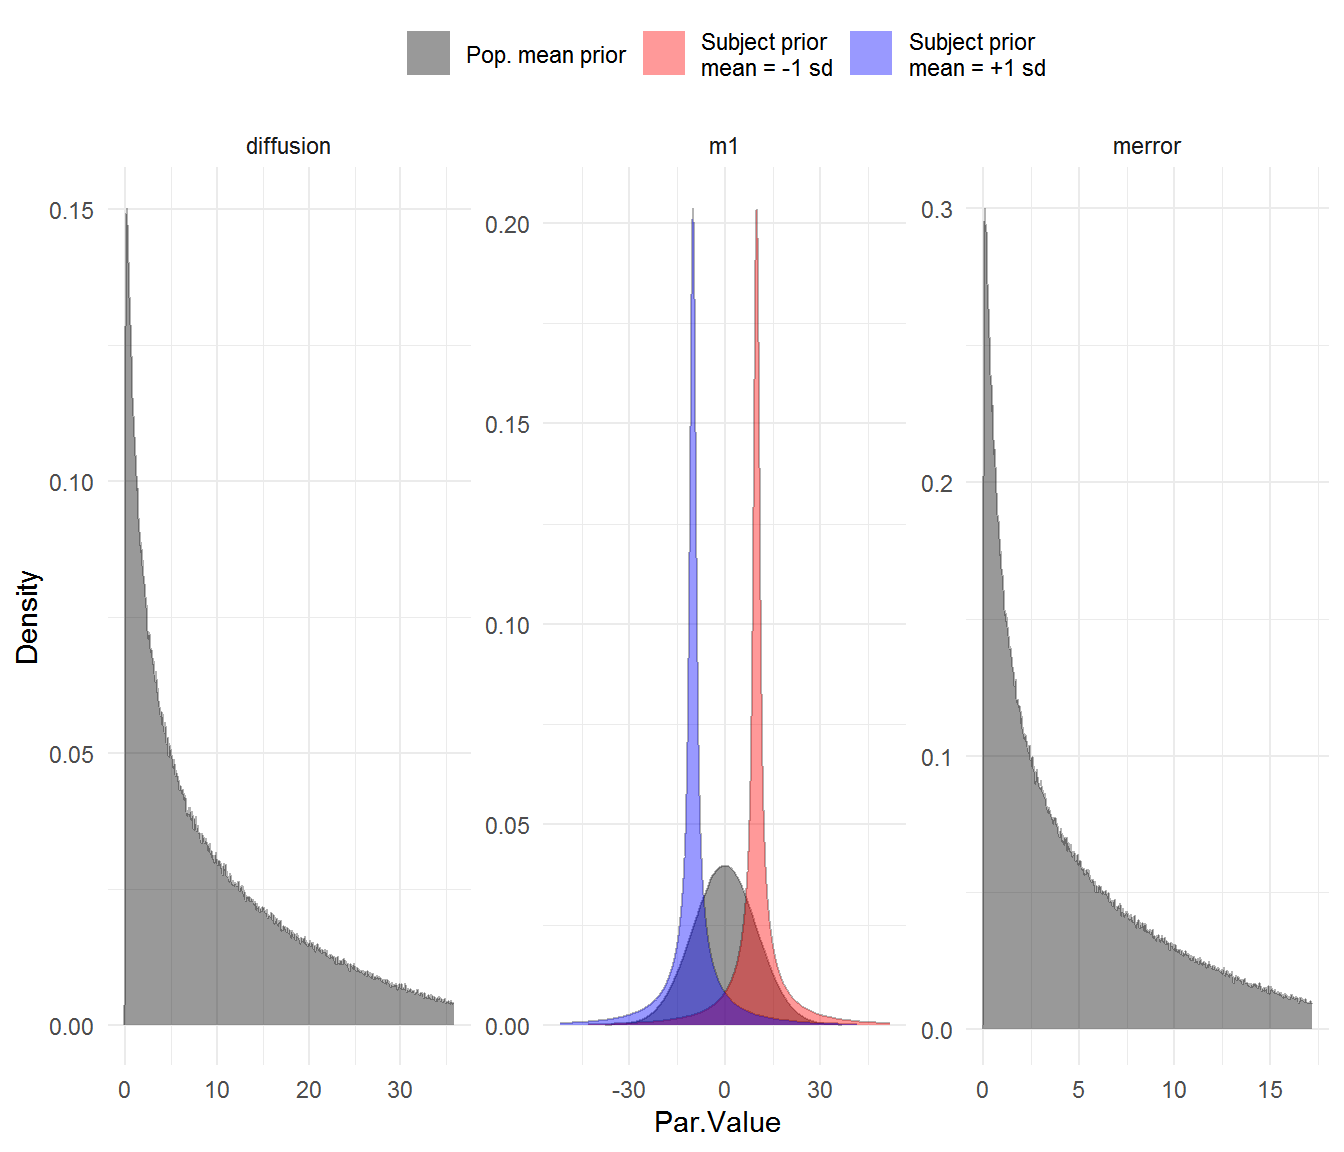 Pop. mean prior
Subject prior
mean = -1 sd
Subject prior
mean = +1 sd
diffusion
m1
merror
Density
0.15
0.10
0.05
0.00
0 10 20 30
0.20
0.15
0.10
0.05
0.00
-30 0 30
0.3
0.2
0.1
0.0
0 5 10 15
Par.Value